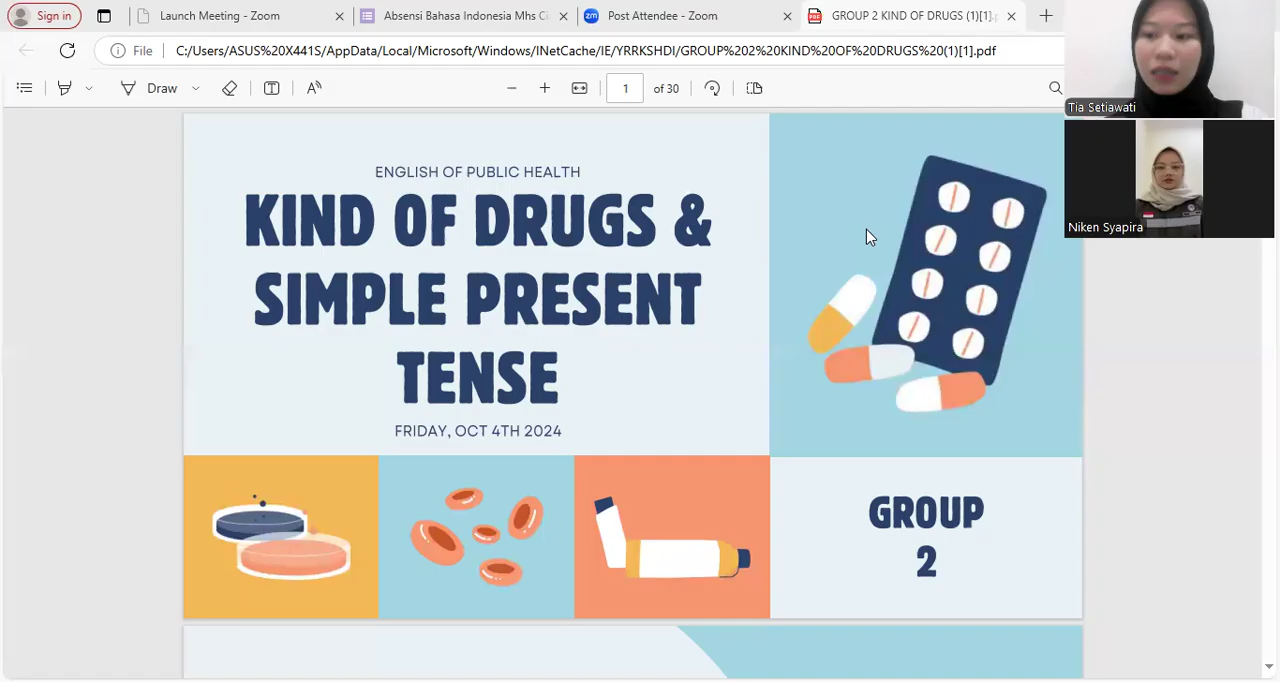 Sign in
Launch Meeting - Zoom
Absensi Bahasa Indonesia Mhs Ci
zm
Post Attendee - Zoom
PDF
GROUP 2 KIND OF DRUGS (1)[1].p
File
C:/Users/ASUS%20X441S/AppData/Local/Microsoft/Windows/INetCache/IE/YRRKSHDI/GROUP%202%20KIND%20OF%20DRUGS%20(1)[1].pdf
Draw
1
of 30
Tia Setiawati
Niken Syapira
ENGLISH OF PUBLIC HEALTH
KIND OF DRUGS &
SIMPLE PRESENT
TENSE
FRIDAY, OCT 4TH 2024
GROUP
2